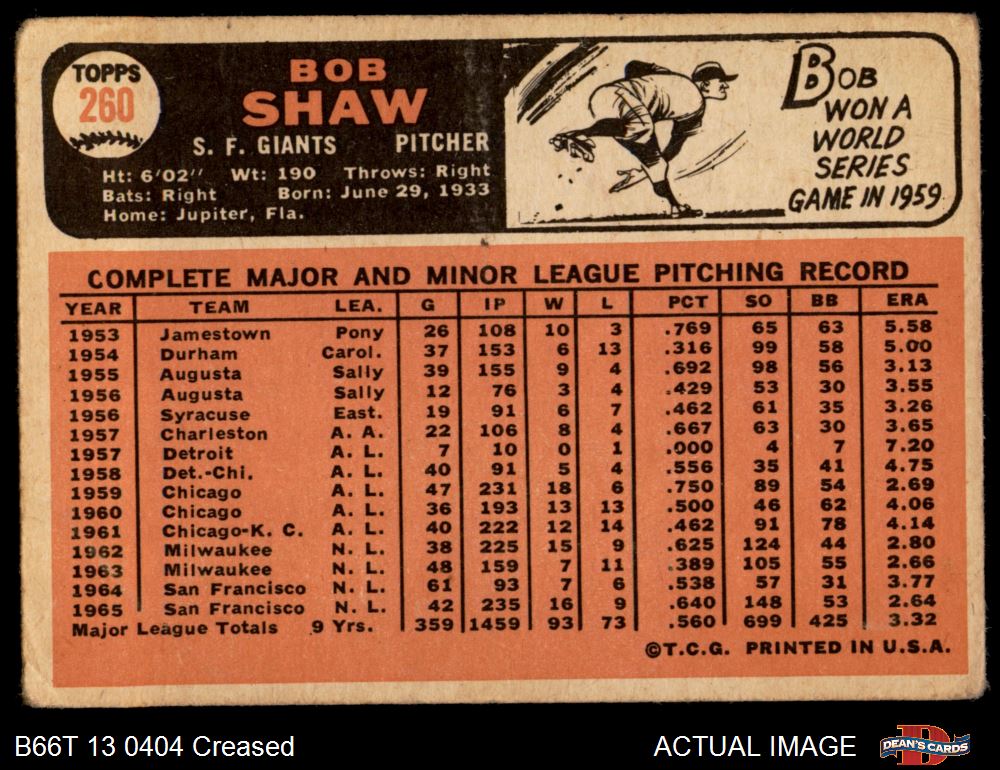 TOPPS
260
BOB
SHAW
S. F. GIANTS PITCHER
Ht: 6'02" Wt: 190 Throws: Right
Bats: Right Born: June 29, 1933
Home: Jupiter, Fla.
BOB
WON A
WORLD
SERIES
GAME IN 1959
COMPLETE MAJOR AND MINOR LEAGUE PITCHING RECORD
YEAR TEAM LEA. G IP W L PCT SO BB ERA
1953 Jamestown Pony 26 108 10 3 .769 65 63 5.58
1954 Durham Carol. 37 153 6 13 .316 99 58 5.00
1955 Augusta Sally 39 155 9 4 .692 98 56 3.13
1956 Augusta Sally 12 76 3 4 .429 53 30 3.55
1956 Syracuse East. 19 91 6 7 .462 61 35 3.26
1957 Charleston A. A. 22 106 8 4 .667 63 30 3.65
1957 Detroit A. L. 7 10 0 1 .000 4 7 7.20
1958 Det.-Chi. A. L. 40 91 5 4 .556 35 41 4.75
1959 Chicago A. L. 47 231 18 6 .750 89 54 2.69
1960 Chicago A. L. 36 193 13 13 .500 46 62 4.06
1961 Chicago-K. C. A. L. 40 222 12 14 .462 91 78 4.14
1962 Milwaukee N. L. 38 225 15 9 .625 124 44 2.80
1963 Milwaukee N. L. 48 159 7 11 .389 105 55 2.66
1964 San Francisco N. L. 61 93 7 6 .538 57 31 3.77
1965 San Francisco N. L. 42 235 16 9 .640 148 53 2.64
Major League Totals 9 Yrs. 359 1459 93 73 .560 699 425 3.32
©T.C.G. PRINTED IN U.S.A.
B66T 13 0404 Creased
ACTUAL IMAGE
D
DEAN'S CARDS